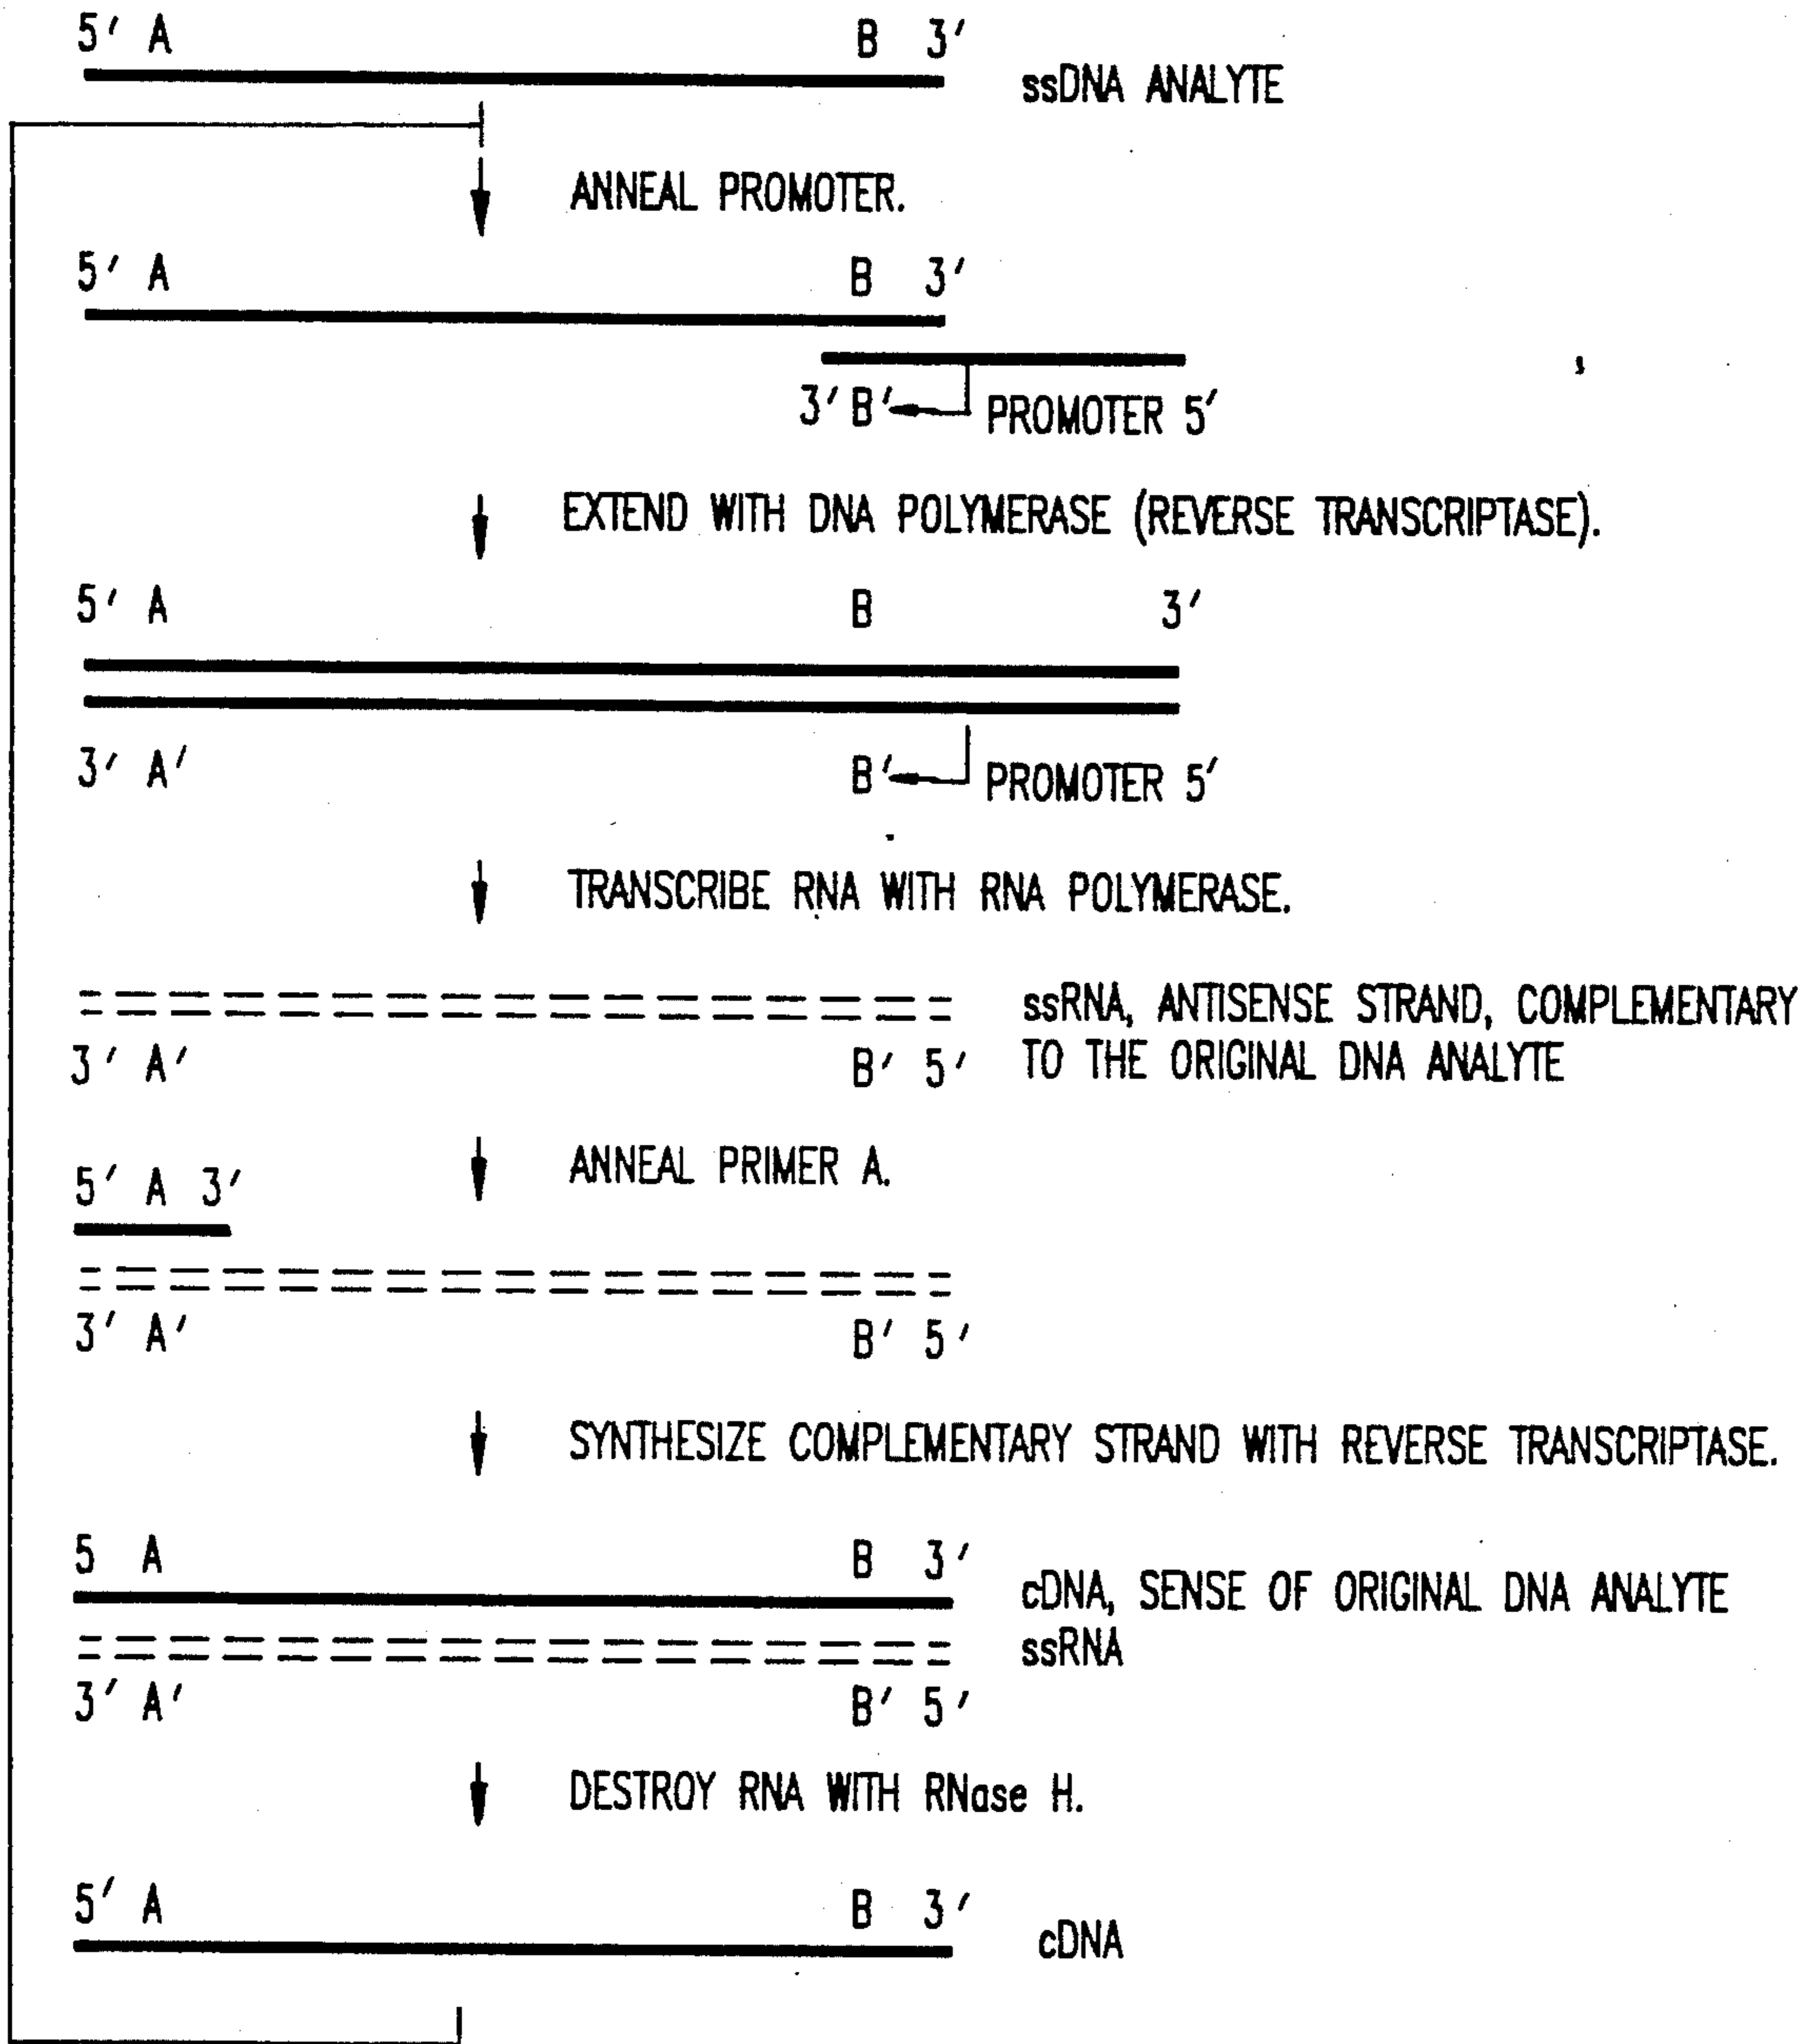 5′ A B 3′
ssDNA ANALYTE
ANNEAL PROMOTER.
5′ A B 3′
3′ B′ PROMOTER 5′
EXTEND WITH DNA POLYMERASE (REVERSE TRANSCRIPTASE).
5′ A B 3′
3′ A′ B′ PROMOTER 5′
TRANSCRIBE RNA WITH RNA POLYMERASE.
ssRNA, ANTISENSE STRAND, COMPLEMENTARY
3′ A′ B′ 5′ TO THE ORIGINAL DNA ANALYTE
ANNEAL PRIMER A.
5′ A 3′
3′ A′ B′ 5′
SYNTHESIZE COMPLEMENTARY STRAND WITH REVERSE TRANSCRIPTASE.
5 A B 3′
cDNA, SENSE OF ORIGINAL DNA ANALYTE
ssRNA
3′ A′ B′ 5′
DESTROY RNA WITH RNase H.
5′ A B 3′
cDNA